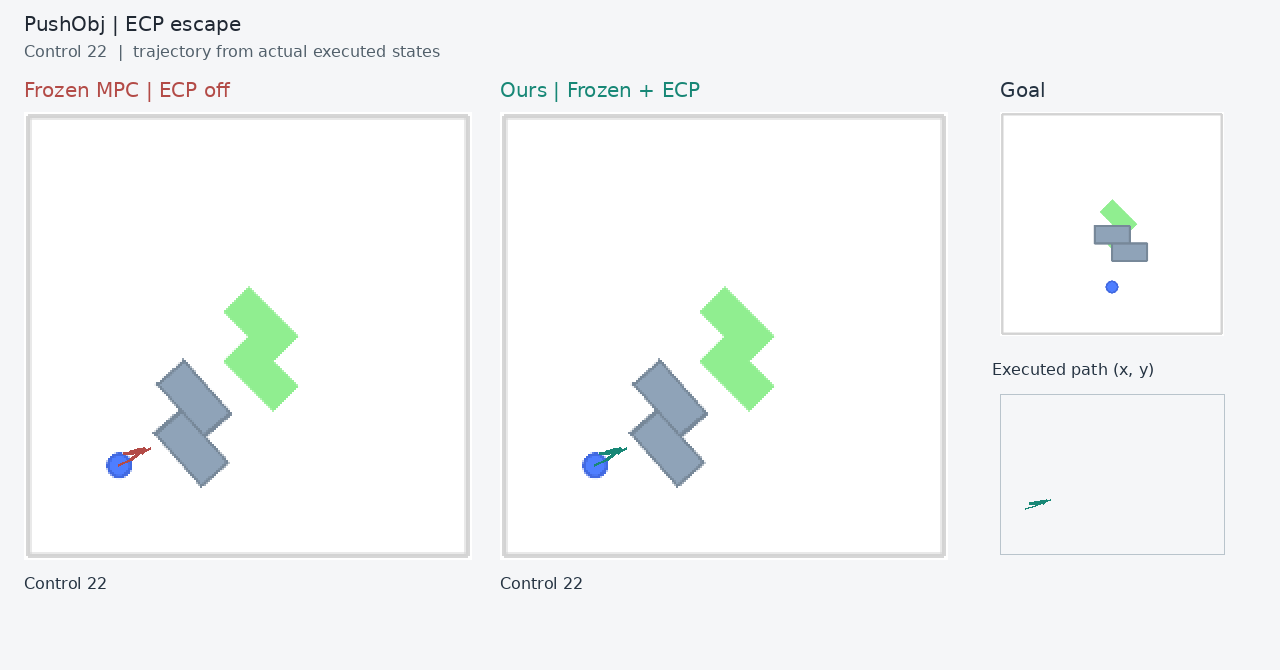 PushObj | ECP escape
Control 22 | trajectory from actual executed states
Frozen MPC | ECP off
Ours | Frozen + ECP
Goal
Executed path (x, y)
Control 22
Control 22